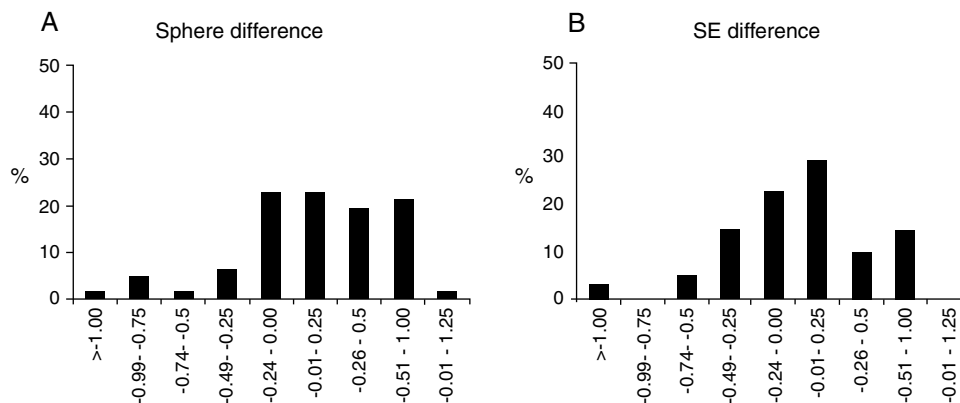 A
Sphere difference
50
40
30
%
20
10
0
>-1.00
-0.99- -0.75
-0.74- -0.5
-0.49- -0.25
-0.24 - 0.00
-0.01- 0.25
-0.26 - 0.5
-0.51 - 1.00
-0.01 - 1.25
B
SE difference
50
40
30
%
20
10
0
>-1.00
-0.99- -0.75
-0.74- -0.5
-0.49- -0.25
-0.24 - 0.00
-0.01- 0.25
-0.26 - 0.5
-0.51 - 1.00
-0.01 - 1.25